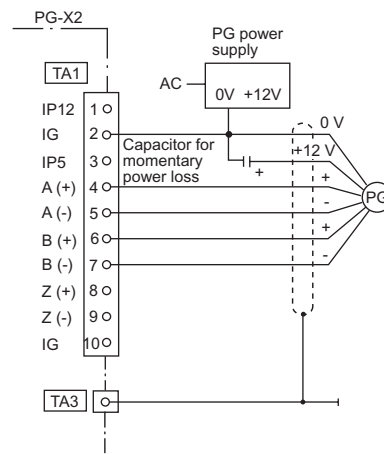 PG-X2
PG power
supply
TA1
AC
0V +12V
IP12 1
0 V
IG 2
Capacitor for
momentary
power loss
+12 V
+
IP5 3
A (+) 4
+
A (-) 5
-
PG
B (+) 6
+
B (-) 7
-
Z (+) 8
Z (-) 9
IG 10
TA3